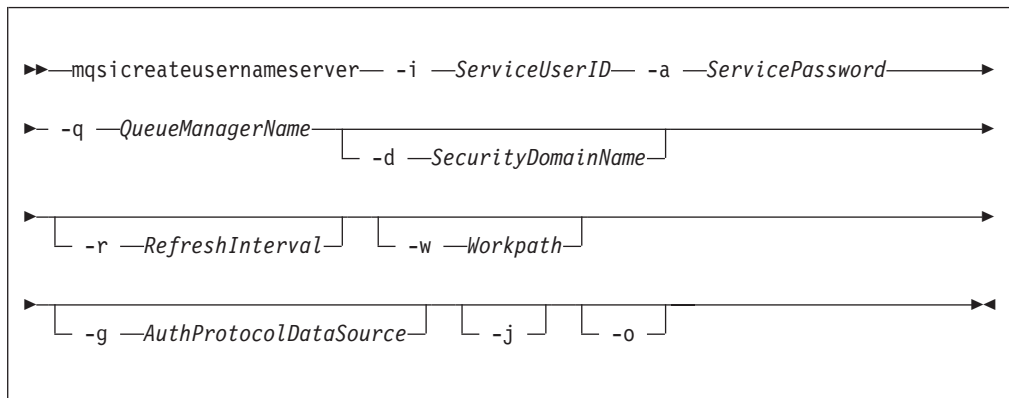 mqsicreateusernameserver -i ServiceUserID -a ServicePassword
-q QueueManagerName
-d SecurityDomainName
-r RefreshInterval -w Workpath
-g AuthProtocolDataSource -j -o